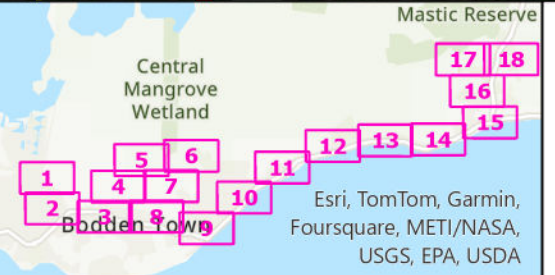 Mastic Reserve
17 18
Central
Mangrove
Wetland
16
15
12 13 14
5 6
11
1
4 7
10
2
3 8
Bodden Town
9
Esri, TomTom, Garmin,
Foursquare, METI/NASA,
USGS, EPA, USDA